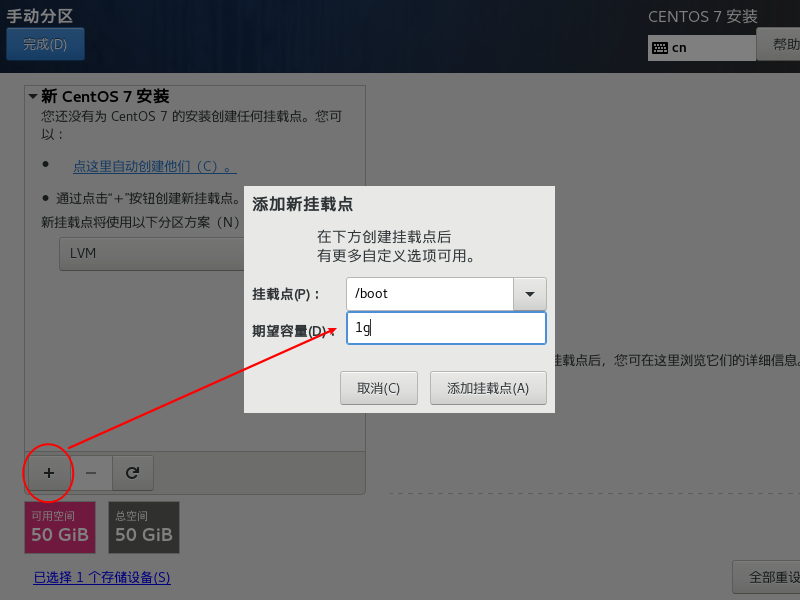 手动分区
完成(D)
CENTOS 7 安装
cn
帮助
新 CentOS 7 安装
您还没有为 CentOS 7 的安装创建任何挂载点。您可
以：
点这里自动创建他们（C）。
通过点击“+”按钮创建新挂载点。
新挂载点将使用以下分区方案（N）
LVM
添加新挂载点
在下方创建挂载点后
有更多自定义选项可用。
挂载点(P)：
/boot
期望容量(D)：
1g
取消(C)
添加挂载点(A)
挂载点后，您可在这里浏览它们的详细信息。
+
−
可用空间
50 GiB
总空间
50 GiB
已选择 1 个存储设备(S)
全部重设